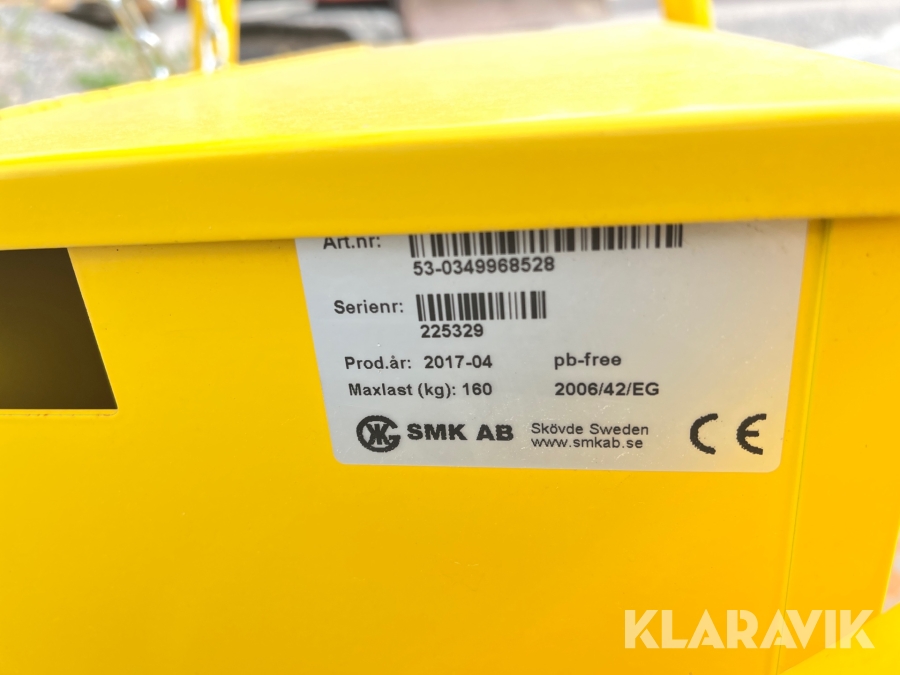 Art.nr:
53-0349968528
Serienr:
225329
Prod.år: 2017-04 pb-free
Maxlast (kg): 160 2006/42/EG
SMK AB Skövde Sweden
www.smkab.se
CE
KLARAVIK